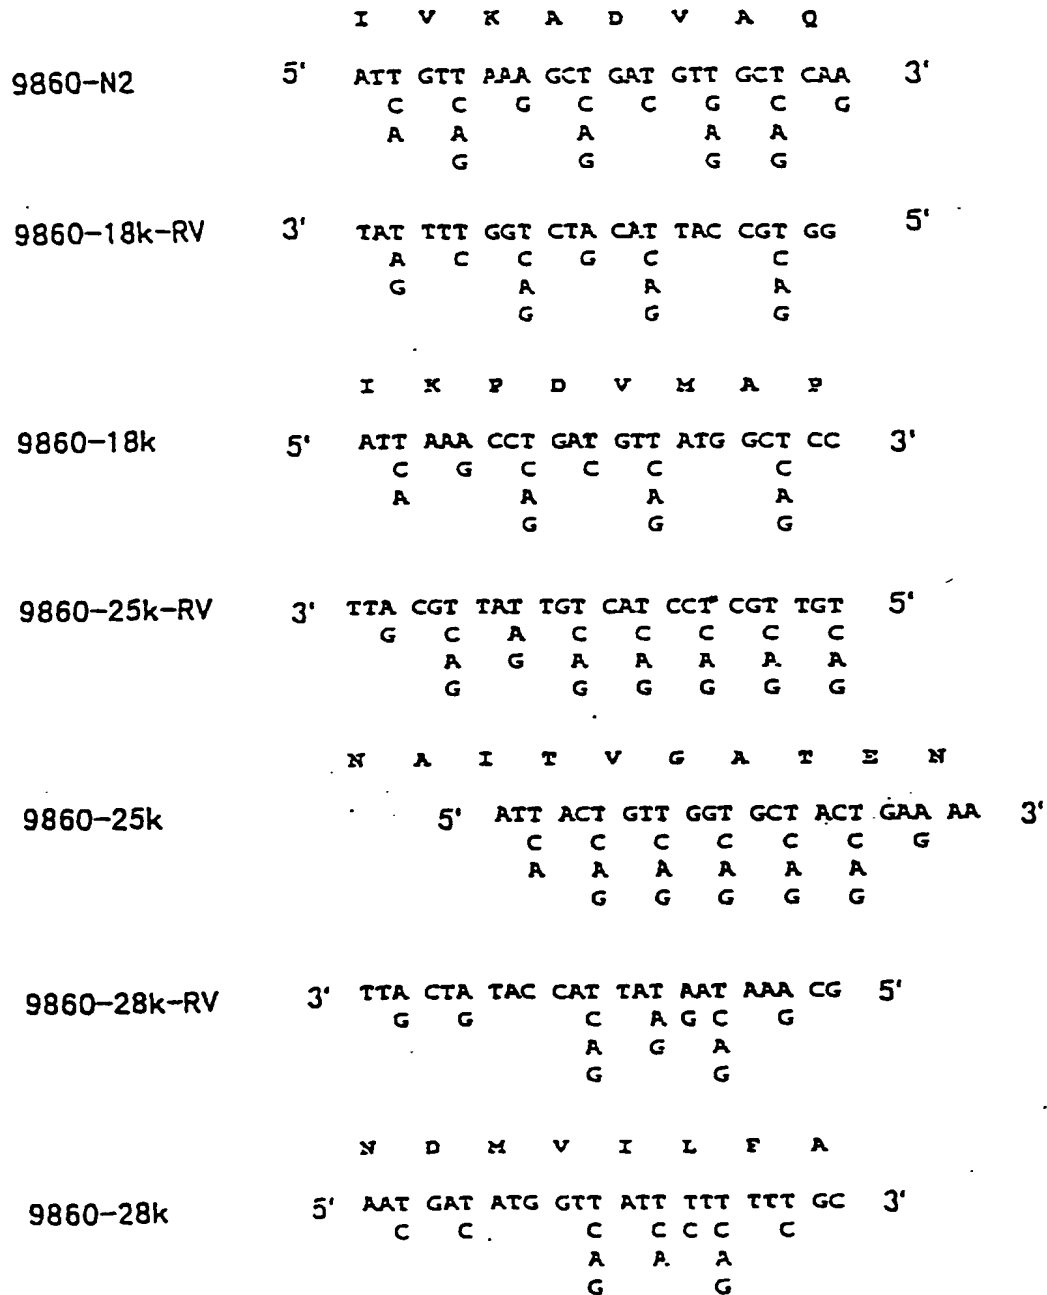 I V K A D V A Q
9860-N2 5' ATT GTT AAA GCT GAT GTT GCT CAA 3'
C C G C C G C G
A A A A A
G G G G
9860-18k-RV 3' TAT TTT GGT CTA CAT TAC CGT GG 5'
A C C G C C
G A A A
G G G
I K P D V M A P
9860-18k 5' ATT AAA CCT GAT GTT ATG GCT CC 3'
C G C C C C
A A A A
G G G
9860-25k-RV 3' TTA CGT TAT TGT CAT CCT CGT TGT 5'
G C A C C C C C
A G A A A A A
G G G G G G
N A I T V G A T E N
9860-25k 5' ATT ACT GTT GGT GCT ACT GAA AA 3'
C C C C C C G
A A A A A A
G G G G G
9860-28k-RV 3' TTA CTA TAC CAT TAT AAT AAA CG 5'
G G C A G C G
A G A
G G
N D M V I L F A
9860-28k 5' AAT GAT ATG GTT ATT TTT TTT GC 3'
C C C C C C C
A A A
G G